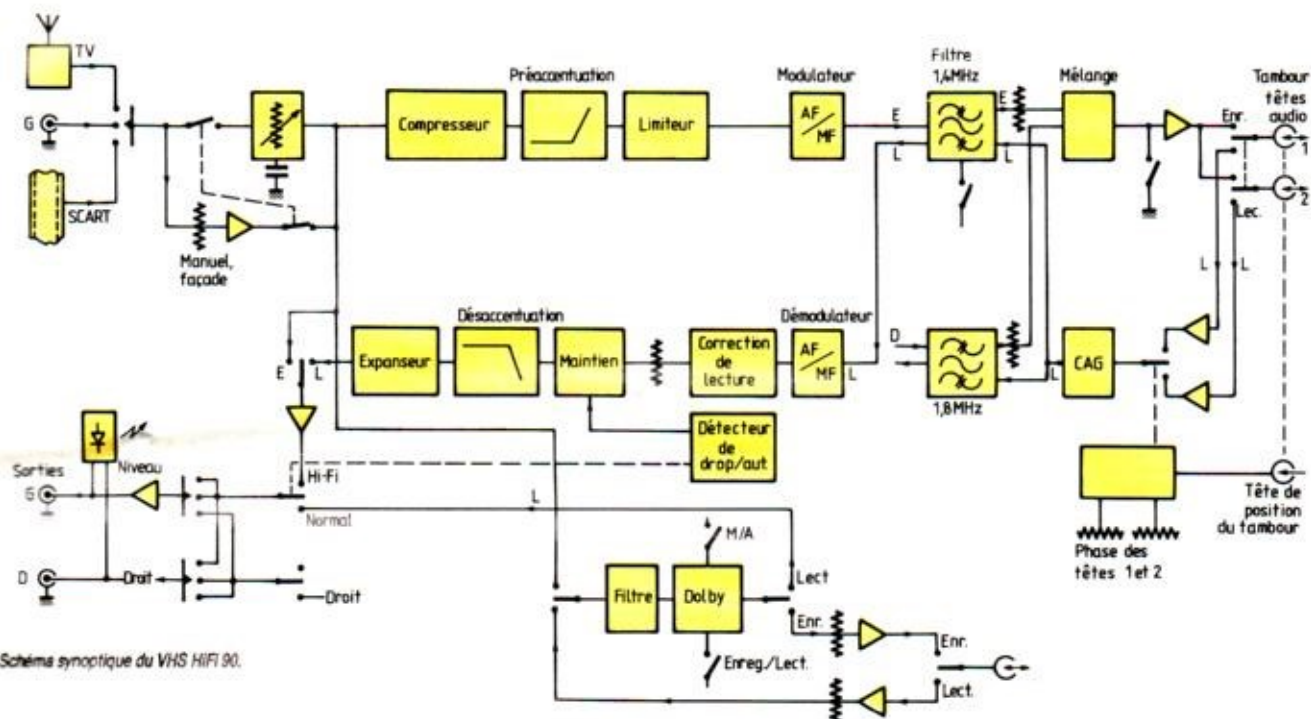 TV
G
SCART
Manuel,
façade
Compresseur
Préaccentuation
Limiteur
Modulateur
AF/MF
E
L
Filtre
1,4MHz
E
L
Mélange
Tambour
têtes
audio
Enr.
1
2
Lec.
L
L
Désaccentuation
E
L
Expanseur
Maintien
Correction
de
lecture
Démodulateur
AF/MF
L
D
1,8MHz
L
CAG
Détecteur
de
drop/aut
Sorties
Niveau
G
Hi-Fi
Normal
L
D
Droit
Droit
M/A
Filtre
Dolby
Lect
Enr.
Enreg./Lect.
Enr.
Lect.
Tête de
position
du tambour
Phase des
têtes 1 et 2
Schéma synoptique du VHS HIFI 90.